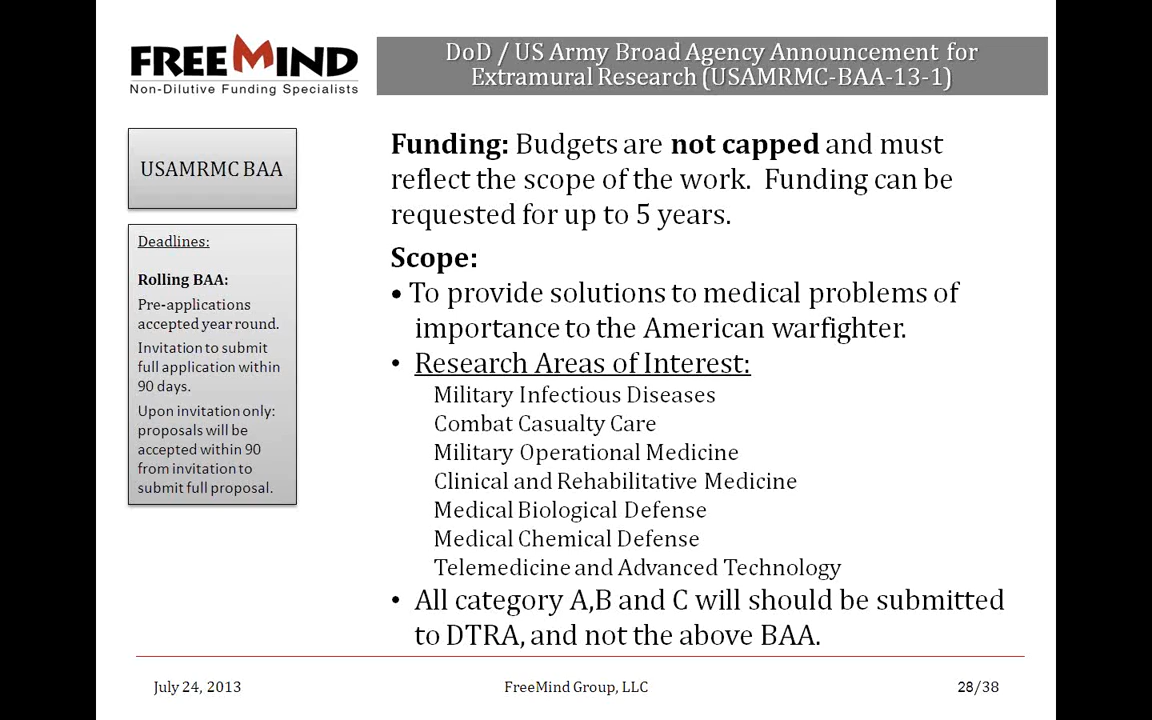 FREEMIND
Non-Dilutive Funding Specialists
DoD / US Army Broad Agency Announcement for
Extramural Research (USAMRMC-BAA-13-1)
USAMRMC BAA
Deadlines:
Rolling BAA:
Pre-applications
accepted year round.
Invitation to submit
full application within
90 days.
Upon invitation only:
proposals will be
accepted within 90
from invitation to
submit full proposal.
Funding: Budgets are not capped and must
reflect the scope of the work. Funding can be
requested for up to 5 years.
Scope:
• To provide solutions to medical problems of
importance to the American warfighter.
• Research Areas of Interest:
Military Infectious Diseases
Combat Casualty Care
Military Operational Medicine
Clinical and Rehabilitative Medicine
Medical Biological Defense
Medical Chemical Defense
Telemedicine and Advanced Technology
• All category A,B and C will should be submitted
to DTRA, and not the above BAA.
July 24, 2013
FreeMind Group, LLC
28/38